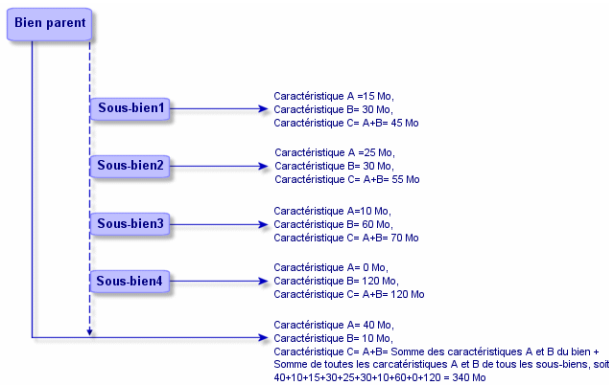 Bien parent
Sous-bien1
Caractéristique A =15 Mo,
Caractéristique B= 30 Mo,
Caractéristique C= A+B= 45 Mo
Sous-bien2
Caractéristique A =25 Mo,
Caractéristique B= 30 Mo,
Caractéristique C= A+B= 55 Mo
Sous-bien3
Caractéristique A=10 Mo,
Caractéristique B= 60 Mo,
Caractéristique C= A+B= 70 Mo
Sous-bien4
Caractéristique A= 0 Mo,
Caractéristique B= 120 Mo,
Caractéristique C= A+B= 120 Mo
Caractéristique A= 40 Mo,
Caractéristique B= 10 Mo,
Caractéristique C= A+B= Somme des caractéristiques A et B du bien +
Somme de toutes les carcatéristiques A et B de tous les sous-biens, soit
40+10+15+30+25+30+10+60+0+120 = 340 Mo